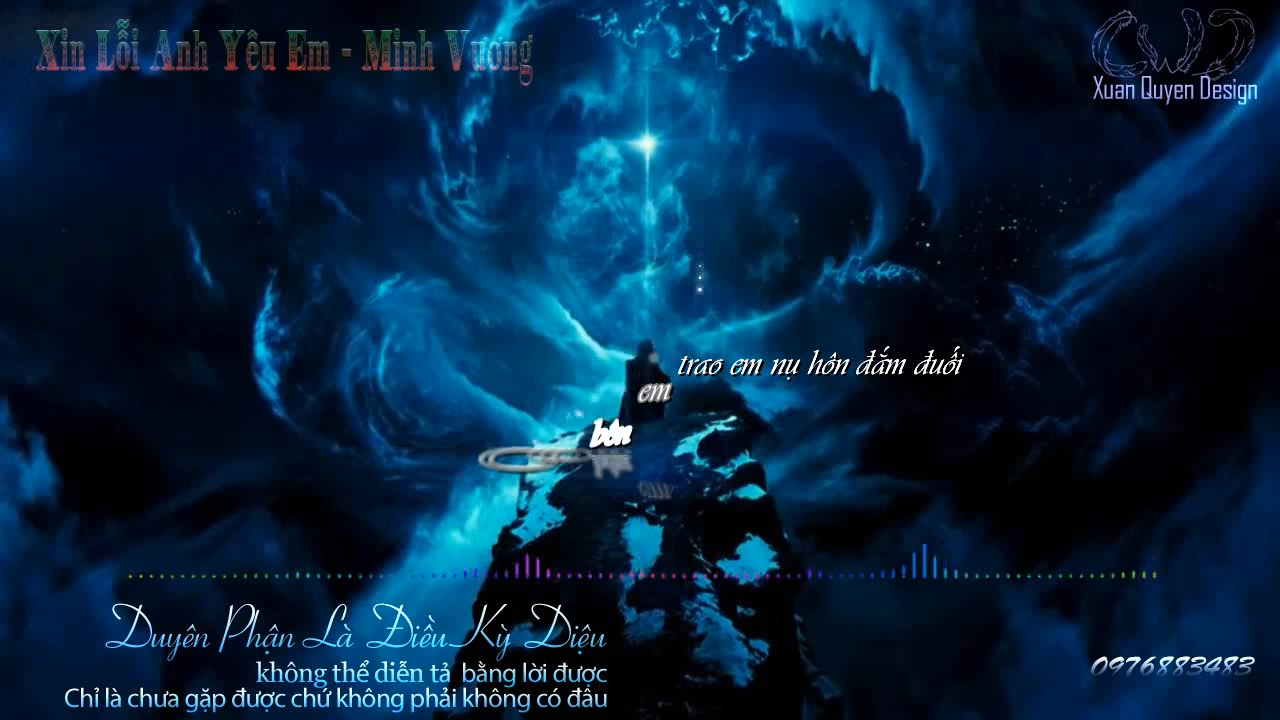 Xin Lỗi Anh Yêu Em - Minh Vương
Xuan Quyen Design
trao em nụ hôn đắm đuối
em
bên
Duyên Phận Là Điều Kỳ Diệu
không thể diễn tả bằng lời được
Chỉ là chưa gặp được chứ không phải không có đâu
0976883483